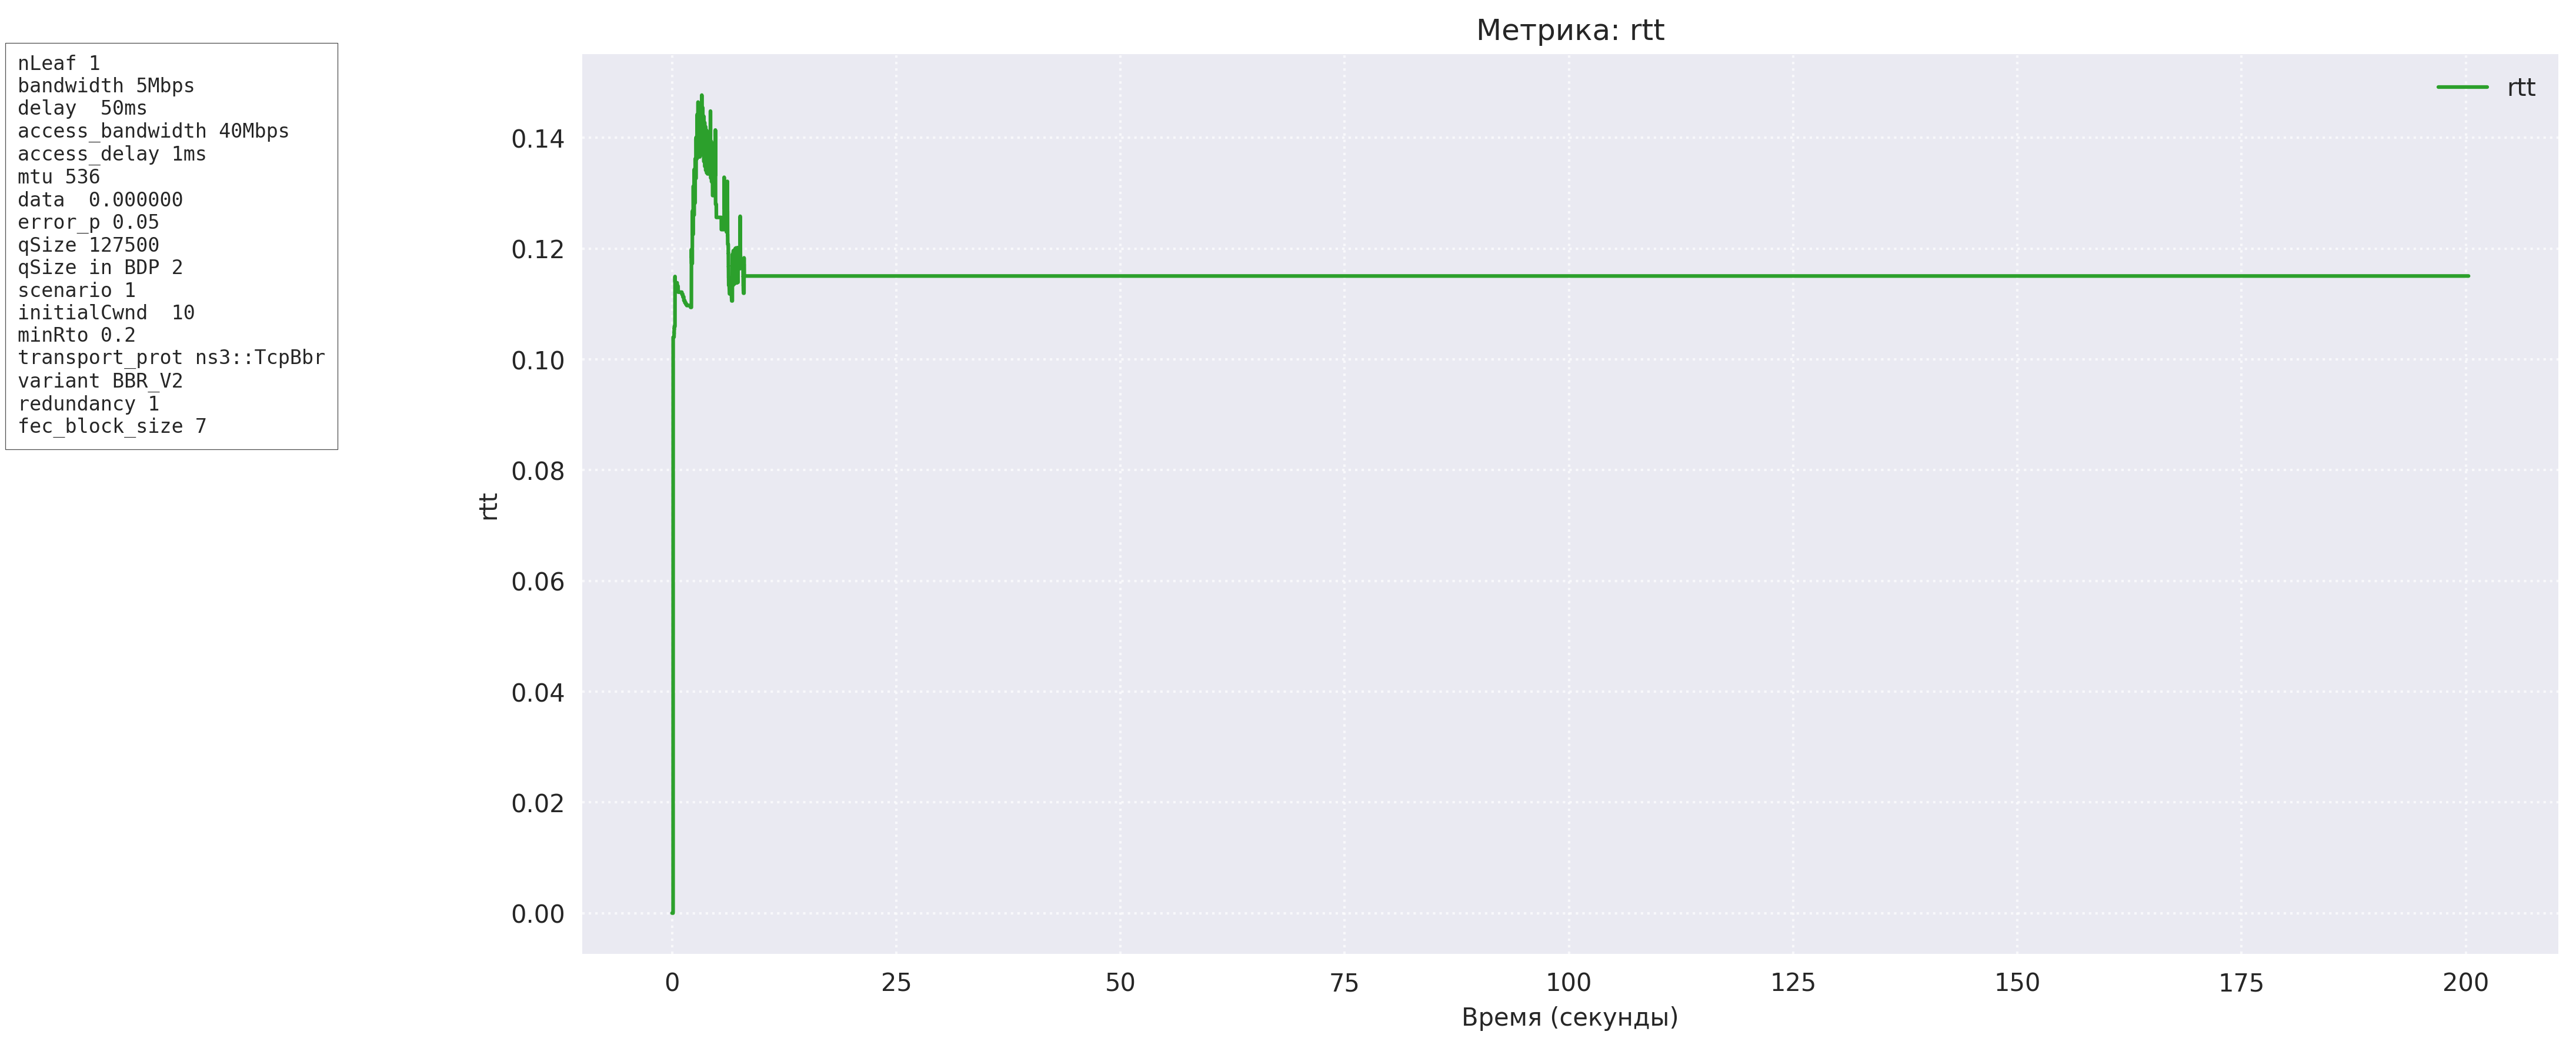 Метрика: rtt
nLeaf 1
bandwidth 5Mbps
delay  50ms
access_bandwidth 40Mbps
access_delay 1ms
mtu 536
data  0.000000
error_p 0.05
qSize 127500
qSize in BDP 2
scenario 1
initialCwnd  10
minRto 0.2
transport_prot ns3::TcpBbr
variant BBR_V2
redundancy 1
fec_block_size 7
rtt
rtt
0.14
0.12
0.10
0.08
0.06
0.04
0.02
0.00
0 25 50 75 100 125 150 175 200
Время (секунды)